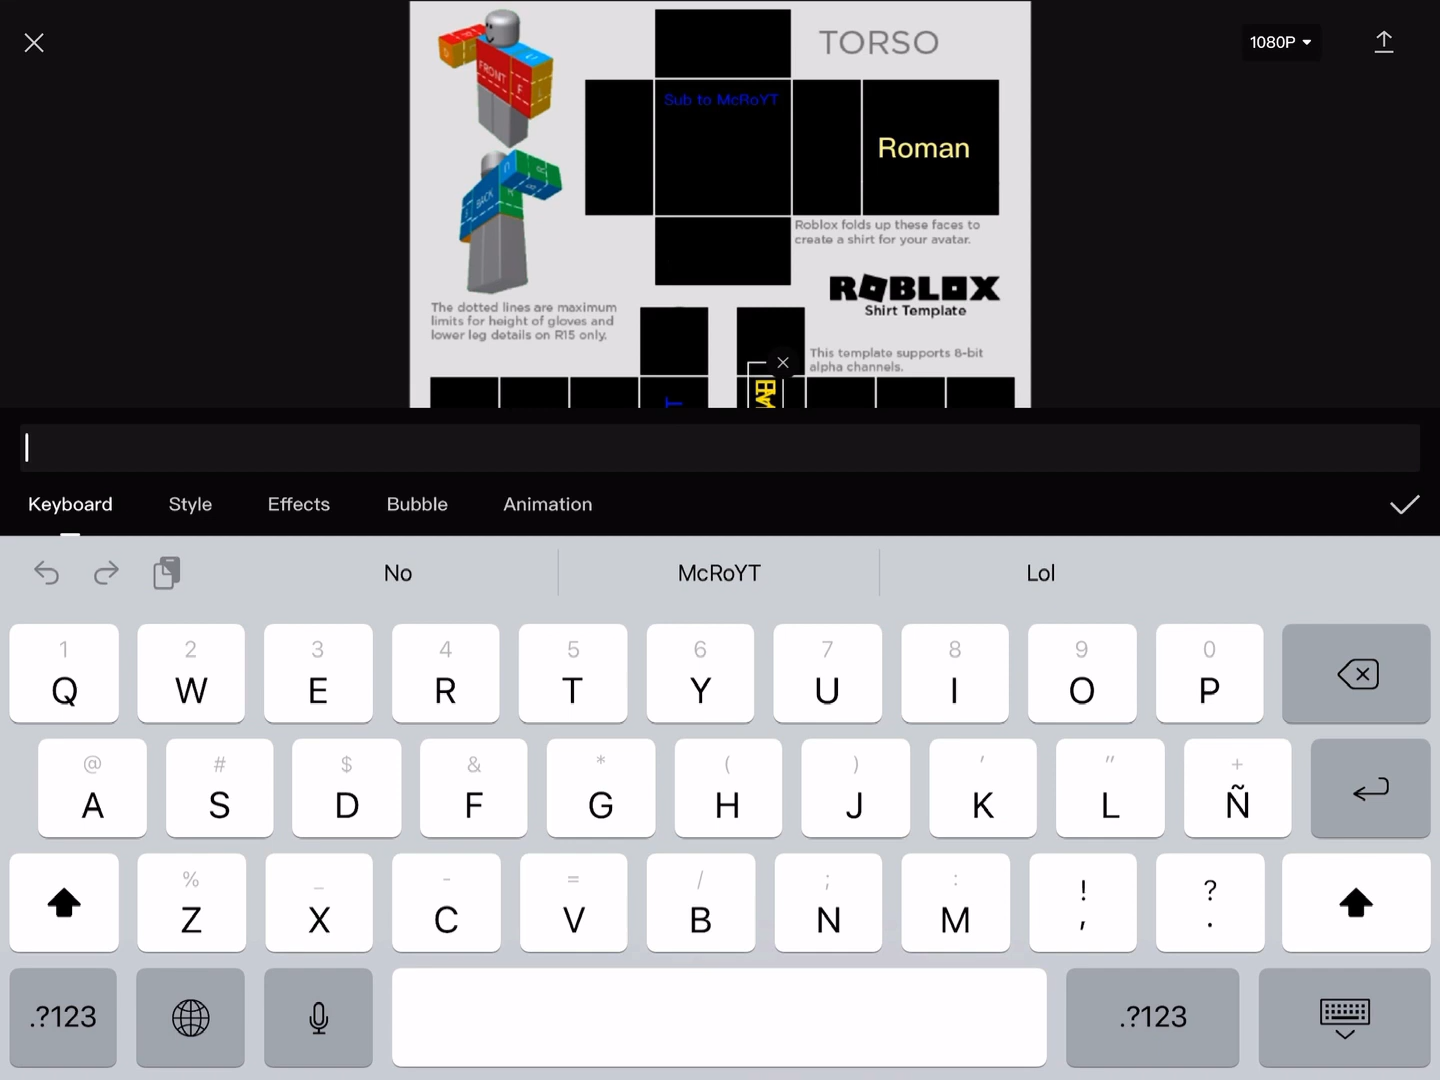 1080P
TORSO
FRONT
F
Sub to McRoYT
Roman
BACK
Roblox folds up these faces to
create a shirt for your avatar.
ROBLOX
Shirt Template
The dotted lines are maximum
limits for height of gloves and
lower leg details on R15 only.
This template supports 8-bit
alpha channels.
T
Keyboard Style Effects Bubble Animation
No McRoYT Lol
1 2 3 4 5 6 7 8 9 0
Q W E R T Y U I O P
@ # $ & * ( ) ' " +
A S D F G H J K L Ñ
% _ - = / ; : ! ?
Z X C V B N M , .
.?123 .?123